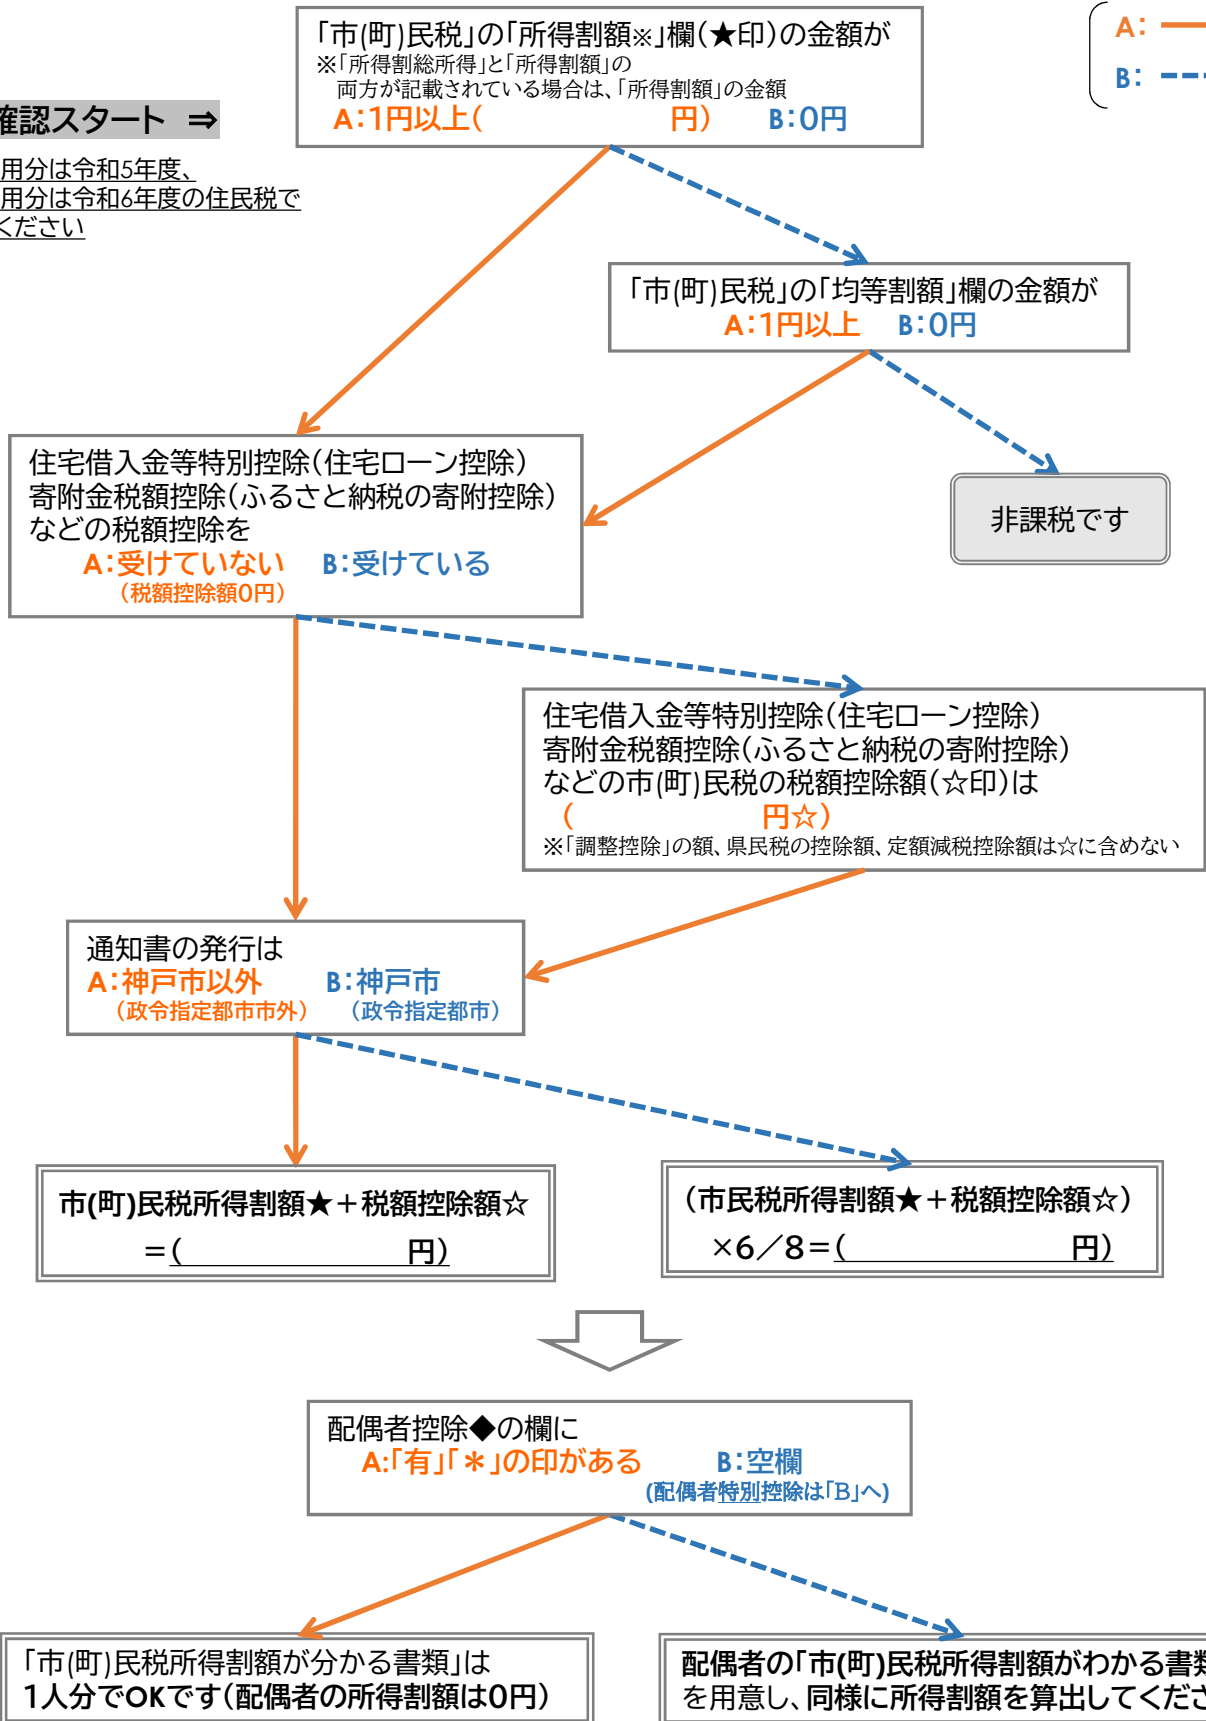 「市(町)民税」の「所得割額※」欄(★印)の金額が
※「所得割総所得」と「所得割額」の
両方が記載されている場合は、「所得割額」の金額
A:1円以上(　　　　　　円)　B:0円
A:
B:
確認スタート ⇒
用分は令和5年度、
用分は令和6年度の住民税で
ください
「市(町)民税」の「均等割額」欄の金額が
A:1円以上　B:0円
住宅借入金等特別控除(住宅ローン控除)
寄附金税額控除(ふるさと納税の寄附控除)
などの税額控除を
A:受けていない　B:受けている
(税額控除額0円)
非課税です
住宅借入金等特別控除(住宅ローン控除)
寄附金税額控除(ふるさと納税の寄附控除)
などの市(町)民税の税額控除額(☆印)は
(　　　　　　円☆)
※「調整控除」の額、県民税の控除額、定額減税控除額は☆に含めない
通知書の発行は
A:神戸市以外　B:神戸市
(政令指定都市市外)　(政令指定都市)
市(町)民税所得割額★+税額控除額☆
=(　　　　　　円)
(市民税所得割額★+税額控除額☆)
×6/8=(　　　　　　円)
配偶者控除◆の欄に
A:「有」「*」の印がある　B:空欄
(配偶者特別控除は「B」へ)
「市(町)民税所得割額が分かる書類」は
1人分でOKです(配偶者の所得割額は0円)
配偶者の「市(町)民税所得割額がわかる書類
を用意し、同様に所得割額を算出してくださ